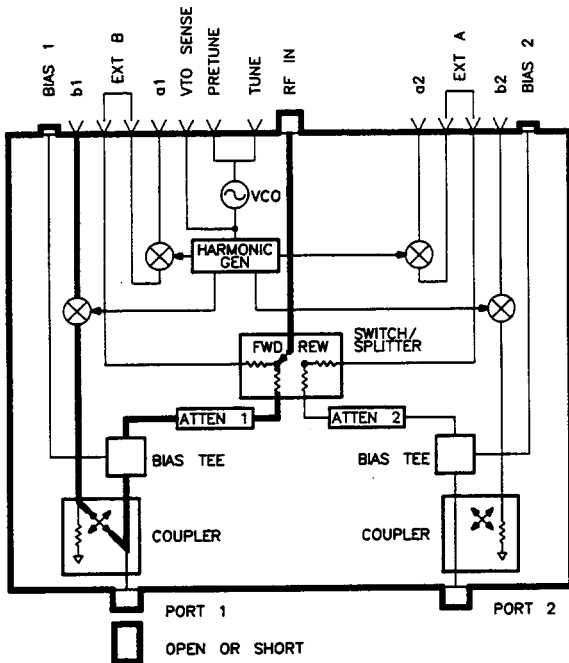 BIAS 1
b1
EXT B
a1
VTO SENSE
PRETUNE
TUNE
RF IN
a2
EXT A
b2
BIAS 2
VCO
HARMONIC
GEN
SWITCH/
SPLITTER
FWD REW
ATTEN 1
ATTEN 2
BIAS TEE
BIAS TEE
COUPLER
COUPLER
PORT 1
PORT 2
OPEN OR SHORT